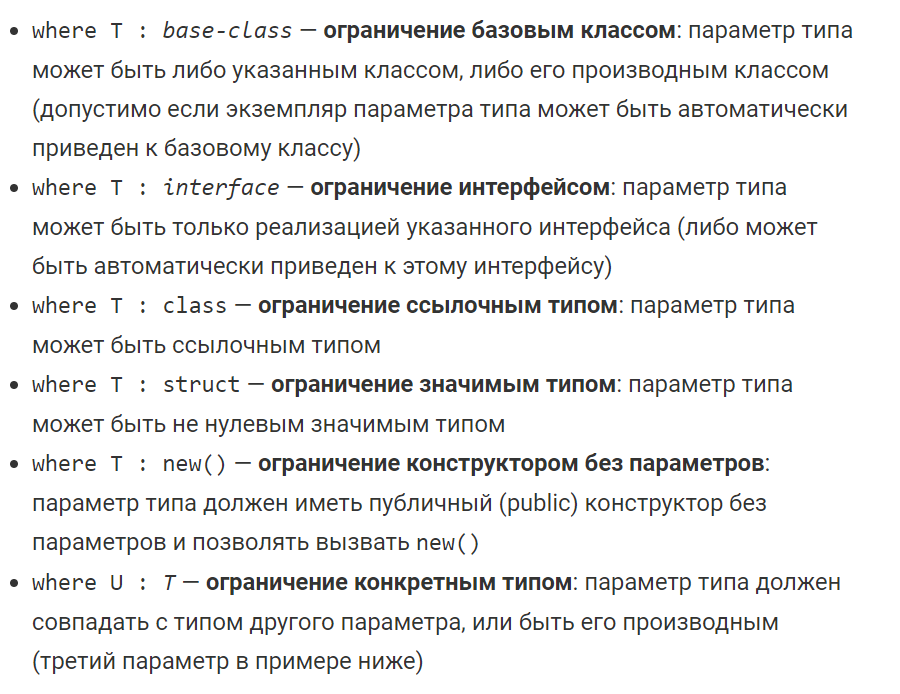 • where T : base-class — ограничение базовым классом: параметр типа
может быть либо указанным классом, либо его производным классом
(допустимо если экземпляр параметра типа может быть автоматически
приведен к базовому классу)
• where T : interface — ограничение интерфейсом: параметр типа
может быть только реализацией указанного интерфейса (либо может
быть автоматически приведен к этому интерфейсу)
• where T : class — ограничение ссылочным типом: параметр типа
может быть ссылочным типом
• where T : struct — ограничение значимым типом: параметр типа
может быть не нулевым значимым типом
• where T : new() — ограничение конструктором без параметров:
параметр типа должен иметь публичный (public) конструктор без
параметров и позволять вызвать new()
• where U : T — ограничение конкретным типом: параметр типа должен
совпадать с типом другого параметра, или быть его производным
(третий параметр в примере ниже)